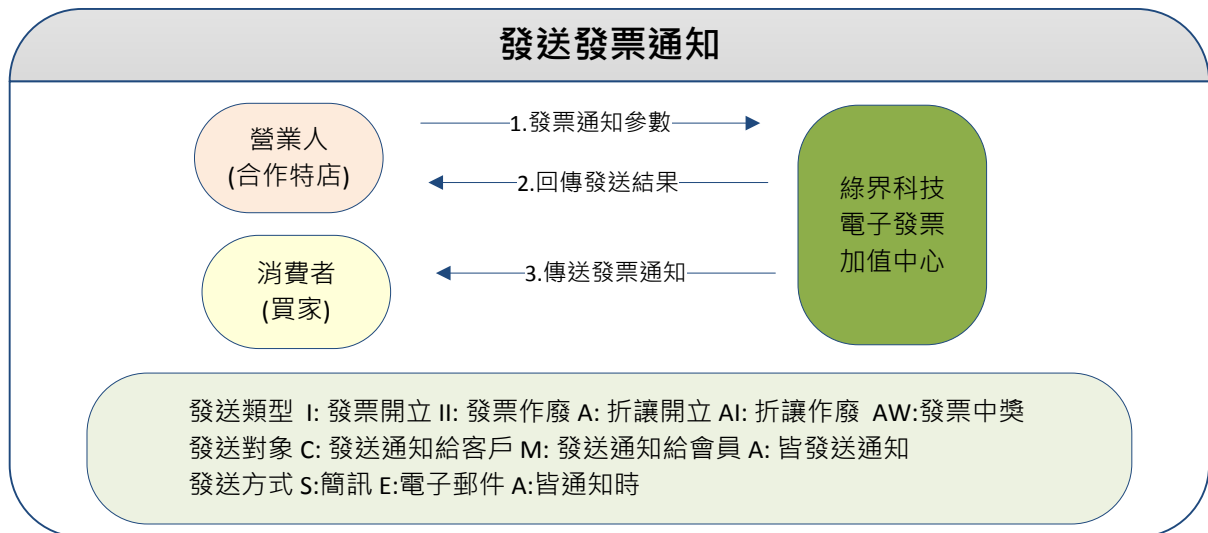 發送發票通知
營業人
(合作特店)
1.發票通知參數
2.回傳發送結果
綠界科技
電子發票
加值中心
消費者
(買家)
3.傳送發票通知
發送類型 I: 發票開立 II: 發票作廢 A: 折讓開立 AI: 折讓作廢 AW:發票中獎
發送對象 C: 發送通知給客戶 M: 發送通知給會員 A: 皆發送通知
發送方式 S:簡訊 E:電子郵件 A:皆通知時